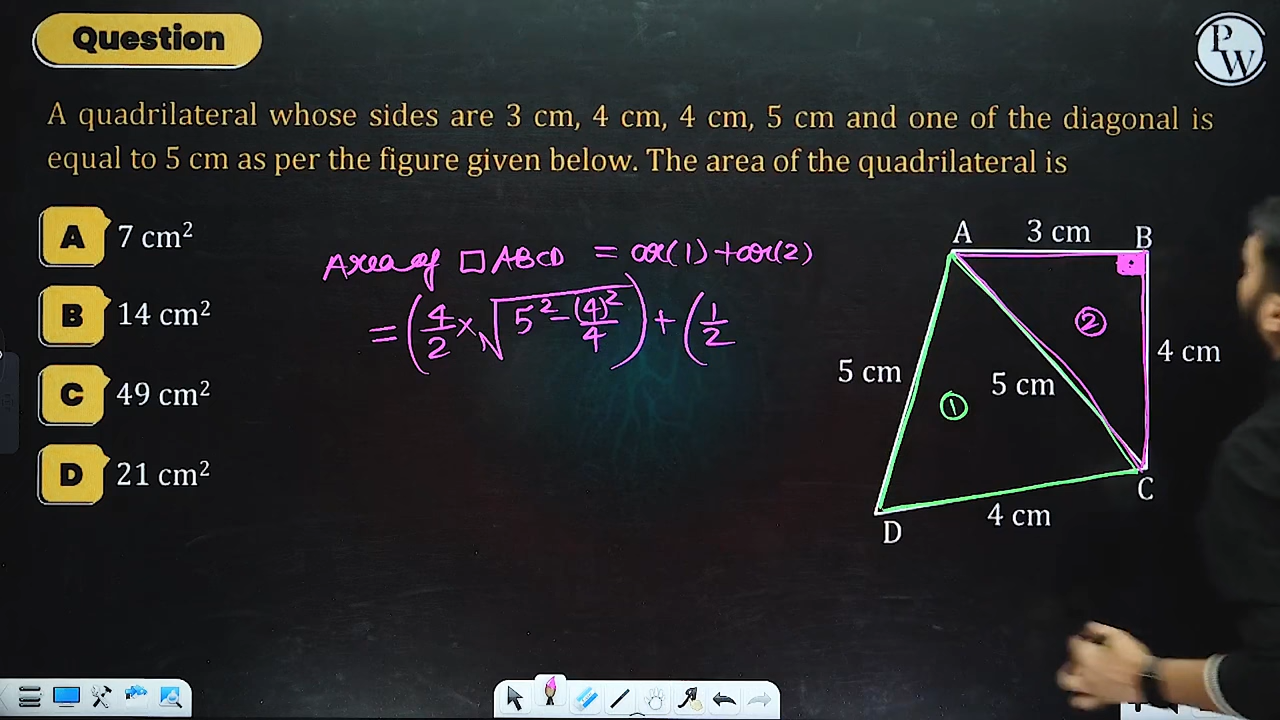 Question
PW
A quadrilateral whose sides are 3 cm, 4 cm, 4 cm, 5 cm and one of the diagonal is
equal to 5 cm as per the figure given below. The area of the quadrilateral is
A 7 cm²
B 14 cm²
C 49 cm²
D 21 cm²
Area of □ABCD = ar(1) + ar(2)
= (4/2 × √(5² - (4)²/4)) + (1/2
A 3 cm B
②
5 cm 5 cm 4 cm
①
C
4 cm
D